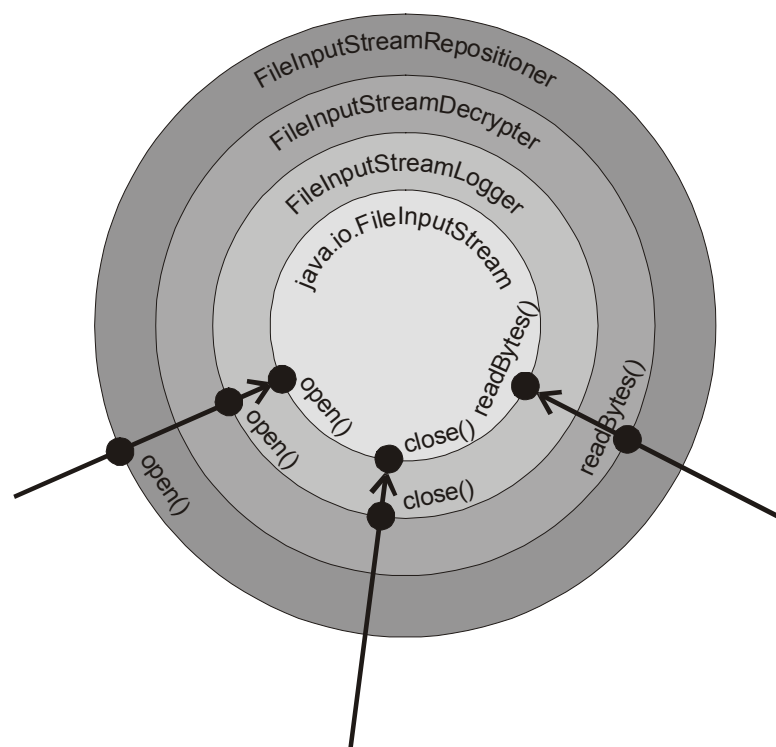 FileInputStreamRepositioner
FileInputStreamDecrypter
FileInputStreamLogger
java.io.FileInputStream
readBytes()
readBytes()
open()
open()
open()
close()
close()